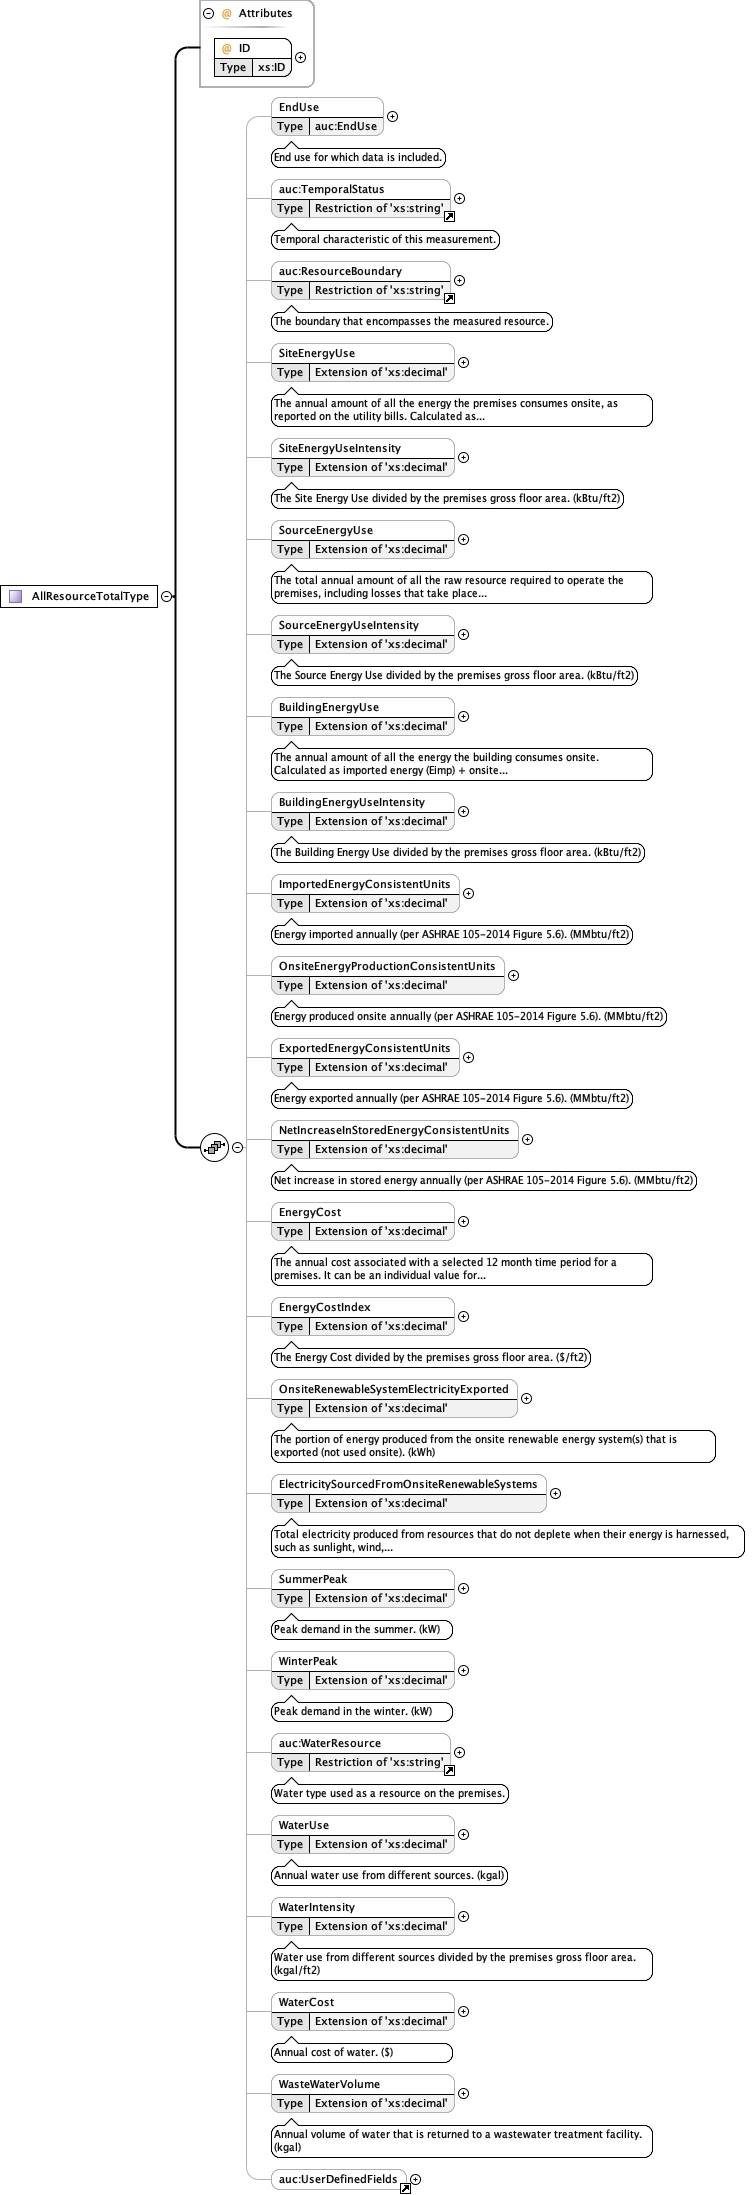 Attributes
@ ID
Type xs:ID
EndUse
Type auc:EndUse
End use for which data is included.
auc:TemporalStatus
Type Restriction of 'xs:string'
Temporal characteristic of this measurement.
auc:ResourceBoundary
Type Restriction of 'xs:string'
The boundary that encompasses the measured resource.
SiteEnergyUse
Type Extension of 'xs:decimal'
The annual amount of all the energy the premises consumes onsite, as
reported on the utility bills. Calculated as...
SiteEnergyUseIntensity
Type Extension of 'xs:decimal'
The Site Energy Use divided by the premises gross floor area. (kBtu/ft2)
SourceEnergyUse
Type Extension of 'xs:decimal'
The total annual amount of all the raw resource required to operate the
premises, including losses that take place...
AllResourceTotalType
SourceEnergyUseIntensity
Type Extension of 'xs:decimal'
The Source Energy Use divided by the premises gross floor area. (kBtu/ft2)
BuildingEnergyUse
Type Extension of 'xs:decimal'
The annual amount of all the energy the building consumes onsite.
Calculated as imported energy (Eimp) + onsite...
BuildingEnergyUseIntensity
Type Extension of 'xs:decimal'
The Building Energy Use divided by the premises gross floor area. (kBtu/ft2)
ImportedEnergyConsistentUnits
Type Extension of 'xs:decimal'
Energy imported annually (per ASHRAE 105-2014 Figure 5.6). (MMbtu/ft2)
OnsiteEnergyProductionConsistentUnits
Type Extension of 'xs:decimal'
Energy produced onsite annually (per ASHRAE 105-2014 Figure 5.6). (MMbtu/ft2)
ExportedEnergyConsistentUnits
Type Extension of 'xs:decimal'
Energy exported annually (per ASHRAE 105-2014 Figure 5.6). (MMbtu/ft2)
NetIncreaseInStoredEnergyConsistentUnits
Type Extension of 'xs:decimal'
Net increase in stored energy annually (per ASHRAE 105-2014 Figure 5.6). (MMbtu/ft2)
EnergyCost
Type Extension of 'xs:decimal'
The annual cost associated with a selected 12 month time period for a
premises. It can be an individual value for...
EnergyCostIndex
Type Extension of 'xs:decimal'
The Energy Cost divided by the premises gross floor area. ($/ft2)
OnsiteRenewableSystemElectricityExported
Type Extension of 'xs:decimal'
The portion of energy produced from the onsite renewable energy system(s) that is
exported (not used onsite). (kWh)
ElectricitySourcedFromOnsiteRenewableSystems
Type Extension of 'xs:decimal'
Total electricity produced from resources that do not deplete when their energy is harnessed,
such as sunlight, wind,...
SummerPeak
Type Extension of 'xs:decimal'
Peak demand in the summer. (kW)
WinterPeak
Type Extension of 'xs:decimal'
Peak demand in the winter. (kW)
auc:WaterResource
Type Restriction of 'xs:string'
Water type used as a resource on the premises.
WaterUse
Type Extension of 'xs:decimal'
Annual water use from different sources. (kgal)
WaterIntensity
Type Extension of 'xs:decimal'
Water use from different sources divided by the premises gross floor area.
(kgal/ft2)
WaterCost
Type Extension of 'xs:decimal'
Annual cost of water. ($)
WasteWaterVolume
Type Extension of 'xs:decimal'
Annual volume of water that is returned to a wastewater treatment facility.
(kgal)
auc:UserDefinedFields